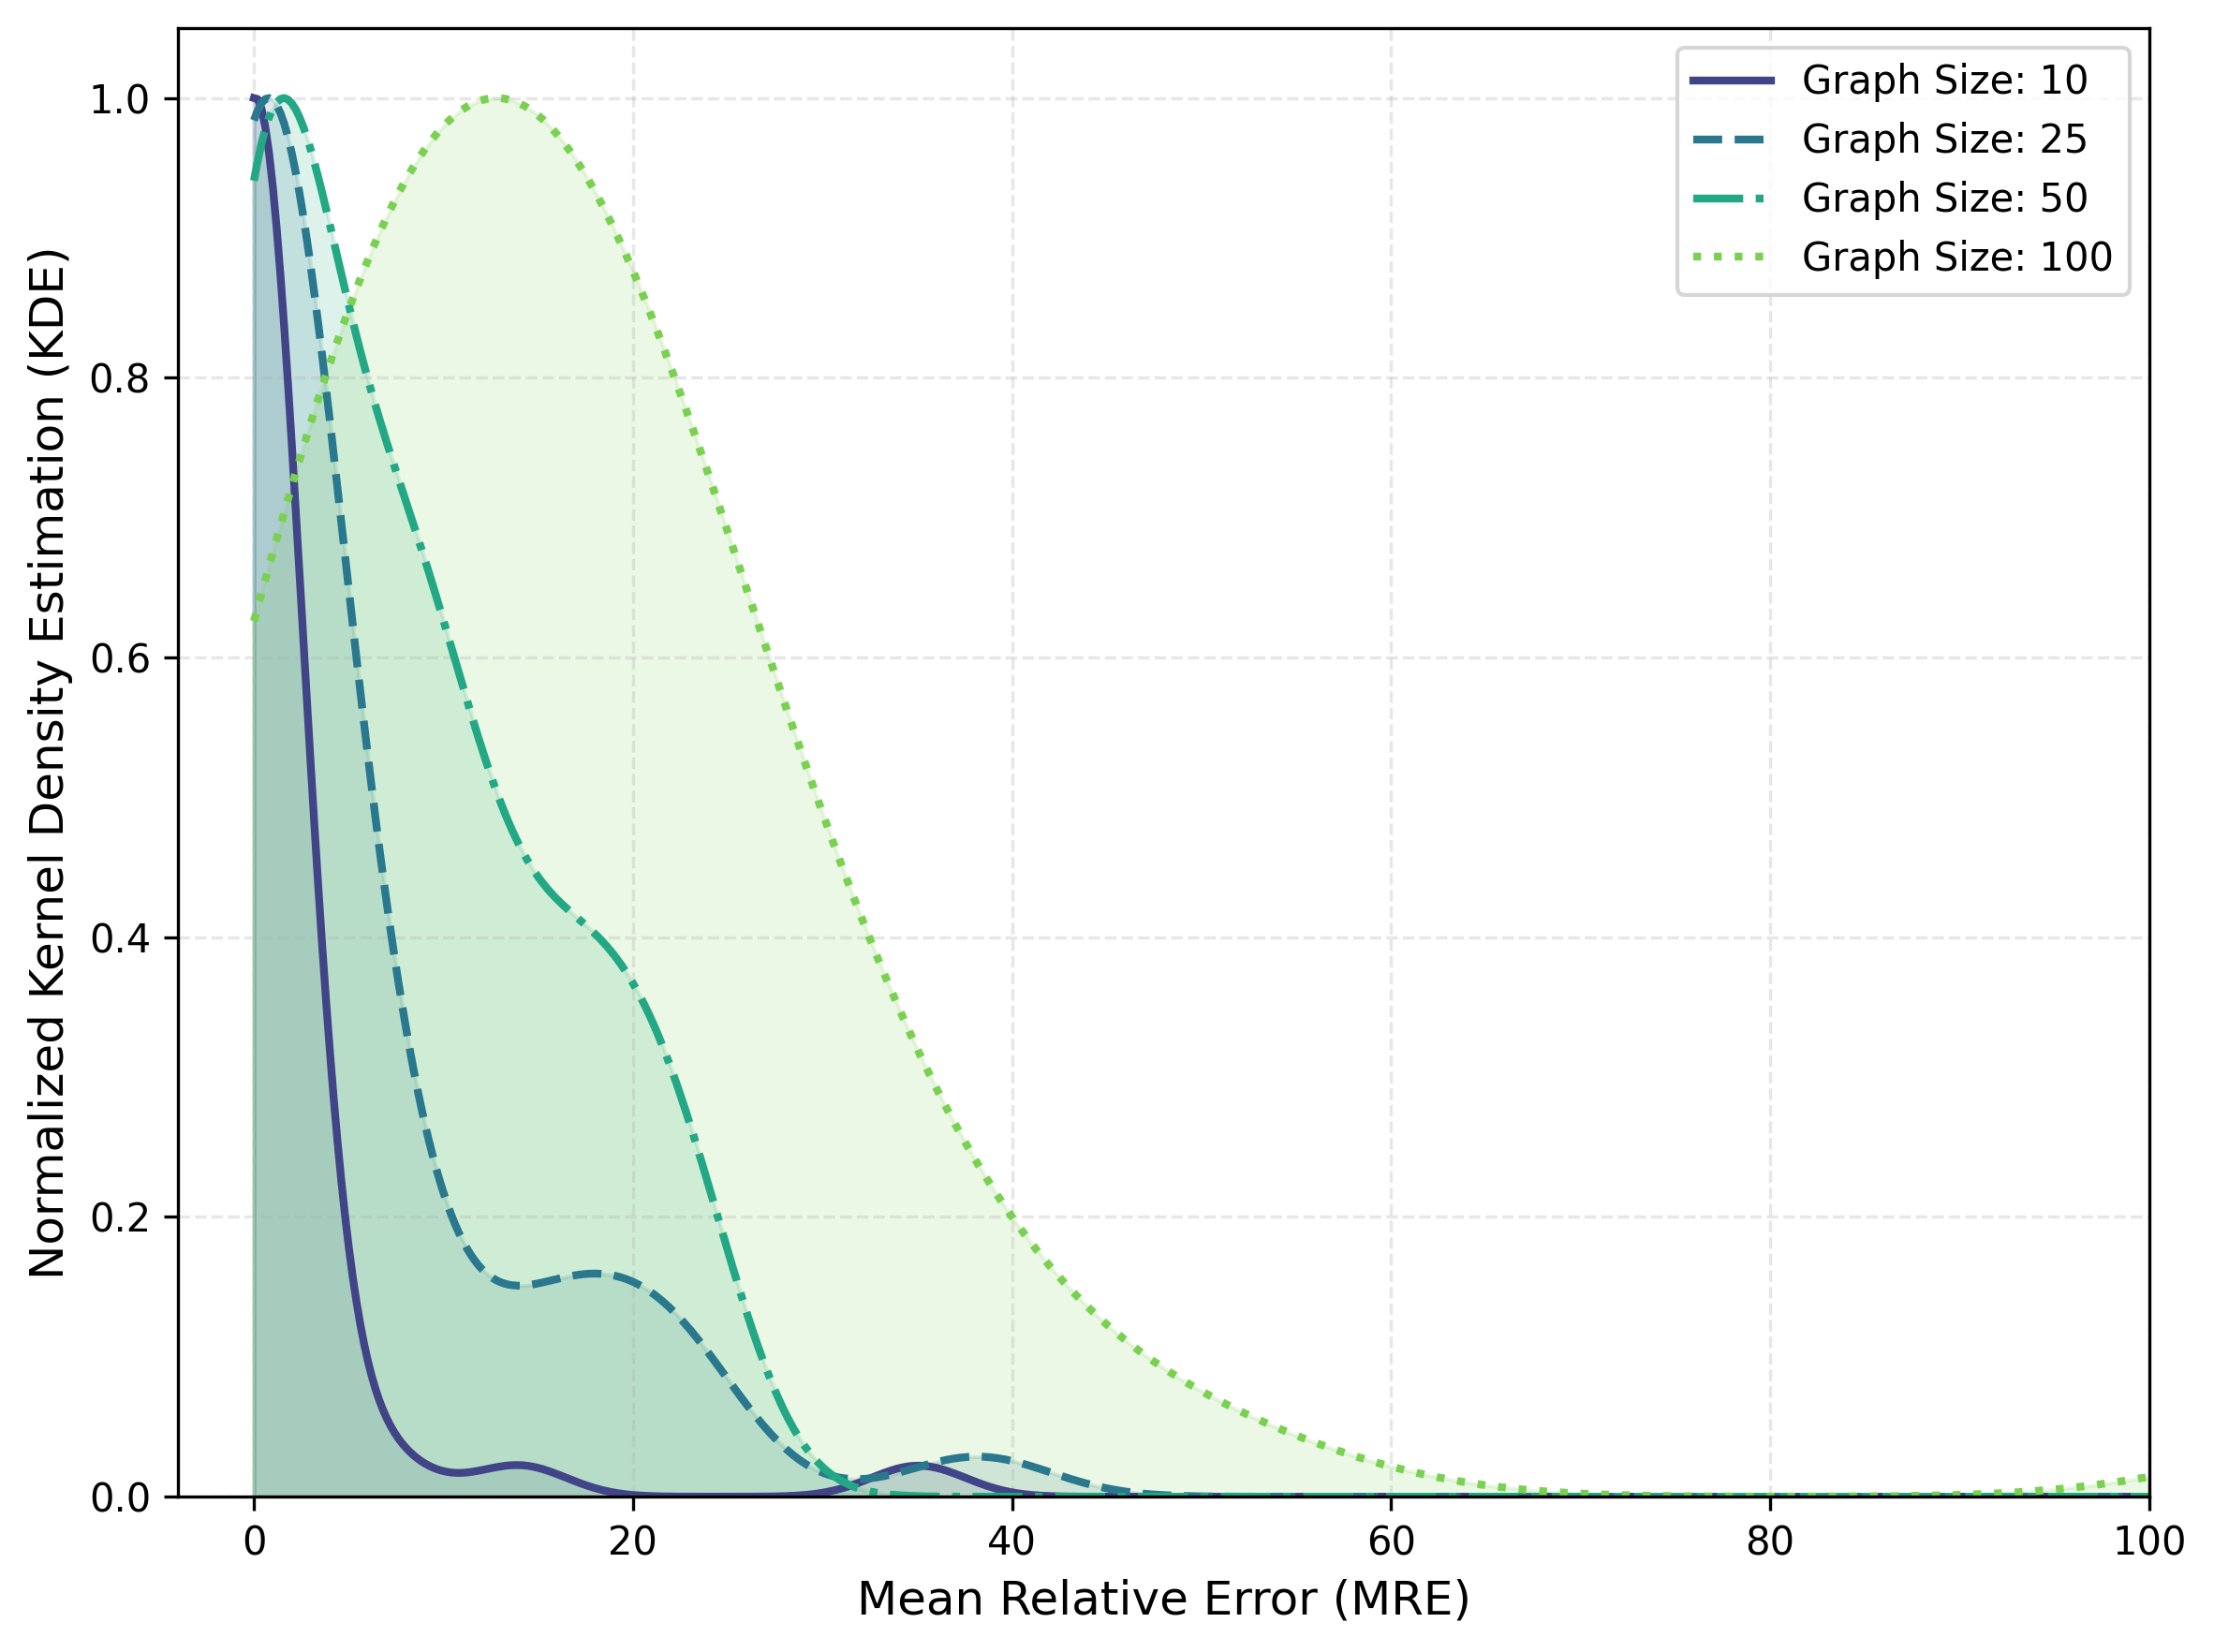 Graph Size: 10
Graph Size: 25
Graph Size: 50
Graph Size: 100
Normalized Kernel Density Estimation (KDE)
1.0
0.8
0.6
0.4
0.2
0.0
0 20 40 60 80 100
Mean Relative Error (MRE)